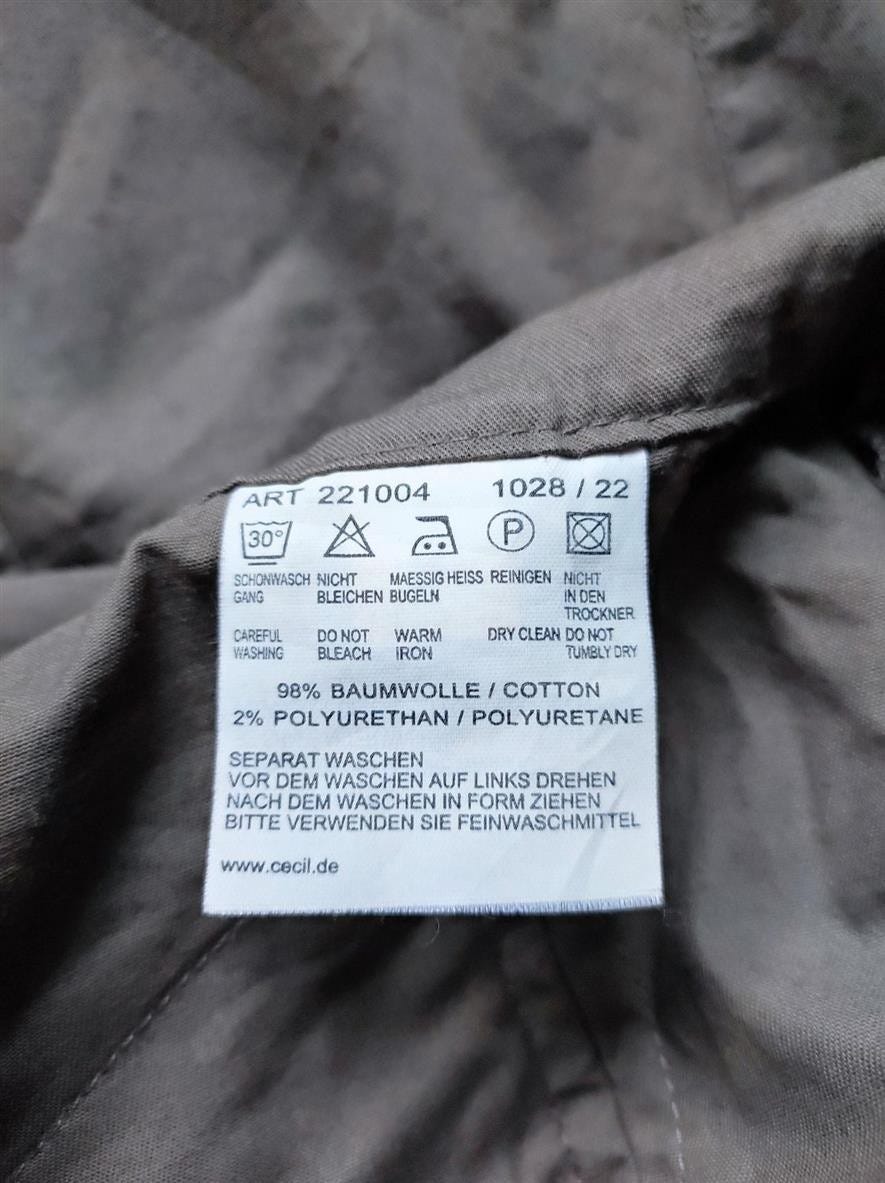 ART 221004 1028 / 22
30° P
SCHONWASCH NICHT MAESSIG HEISS REINIGEN NICHT
GANG BLEICHEN BUGELN IN DEN
TROCKNER
CAREFUL DO NOT WARM DRY CLEAN DO NOT
WASHING BLEACH IRON TUMBLY DRY
98% BAUMWOLLE / COTTON
2% POLYURETHAN / POLYURETANE
SEPARAT WASCHEN
VOR DEM WASCHEN AUF LINKS DREHEN
NACH DEM WASCHEN IN FORM ZIEHEN
BITTE VERWENDEN SIE FEINWASCHMITTEL
www.cecil.de